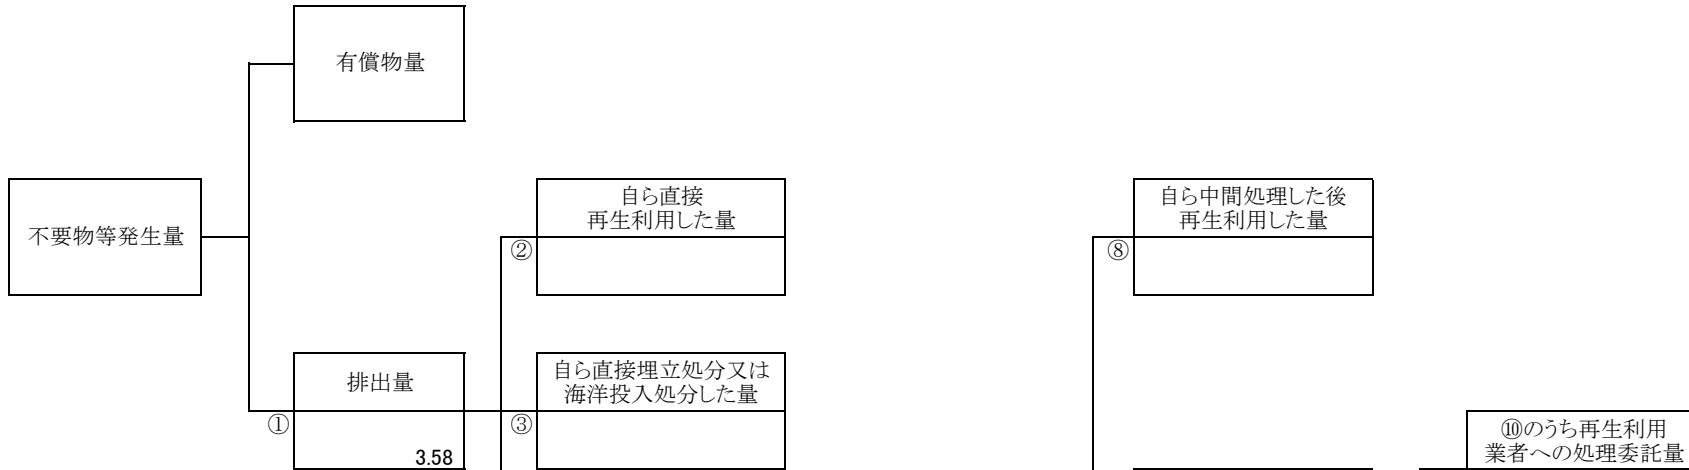 有償物量
不要物等発生量
自ら直接
再生利用した量
②
自ら中間処理した後
再生利用した量
⑧
排出量
①
3.58
自ら直接埋立処分又は
海洋投入処分した量
③
⑩のうち再生利用
業者への処理委託量